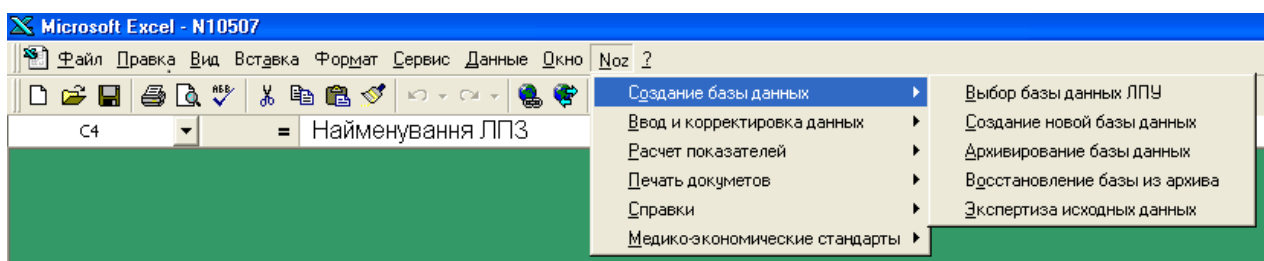 Microsoft Excel - N10507
Файл Правка Вид Вставка Формат Сервис Данные Окно Noz ?
C4 = Найменування ЛПЗ
Создание базы данных
Ввод и корректировка данных
Расчет показателей
Печать докуметов
Справки
Медико-экономические стандарты
Выбор базы данных ЛПУ
Создание новой базы данных
Архивирование базы данных
Восстановление базы из архива
Экспертиза исходных данных